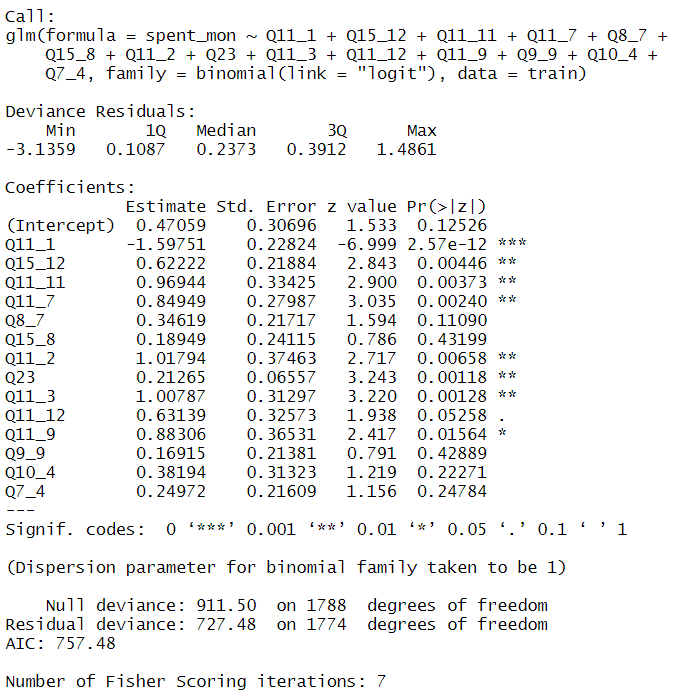 Call:
glm(formula = spent_mon ~ Q11_1 + Q15_12 + Q11_11 + Q11_7 + Q8_7 +
    Q15_8 + Q11_2 + Q23 + Q11_3 + Q11_12 + Q11_9 + Q9_9 + Q10_4 +
    Q7_4, family = binomial(link = "logit"), data = train)

Deviance Residuals:
    Min       1Q   Median       3Q      Max
-3.1359   0.1087   0.2373   0.3912   1.4861

Coefficients:
            Estimate Std. Error z value Pr(>|z|)
(Intercept)  0.47059    0.30696   1.533  0.12526
Q11_1       -1.59751    0.22824  -6.999 2.57e-12 ***
Q15_12       0.62222    0.21884   2.843  0.00446 **
Q11_11       0.96944    0.33425   2.900  0.00373 **
Q11_7        0.84949    0.27987   3.035  0.00240 **
Q8_7         0.34619    0.21717   1.594  0.11090
Q15_8        0.18949    0.24115   0.786  0.43199
Q11_2        1.01794    0.37463   2.717  0.00658 **
Q23          0.21265    0.06557   3.243  0.00118 **
Q11_3        1.00787    0.31297   3.220  0.00128 **
Q11_12       0.63139    0.32573   1.938  0.05258 .
Q11_9        0.88306    0.36531   2.417  0.01564 *
Q9_9         0.16915    0.21381   0.791  0.42889
Q10_4        0.38194    0.31323   1.219  0.22271
Q7_4         0.24972    0.21609   1.156  0.24784
---
Signif. codes:  0 ‘***’ 0.001 ‘**’ 0.01 ‘*’ 0.05 ‘.’ 0.1 ‘ ’ 1

(Dispersion parameter for binomial family taken to be 1)

    Null deviance: 911.50  on 1788  degrees of freedom
Residual deviance: 727.48  on 1774  degrees of freedom
AIC: 757.48

Number of Fisher Scoring iterations: 7